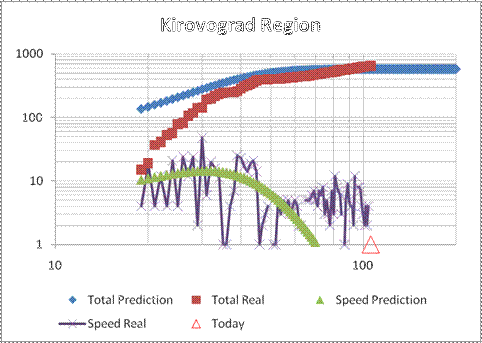 Kirovograd Region
1000
100
10
1
10
100
Total Prediction
Total Real
Speed Prediction
Speed Real
Today